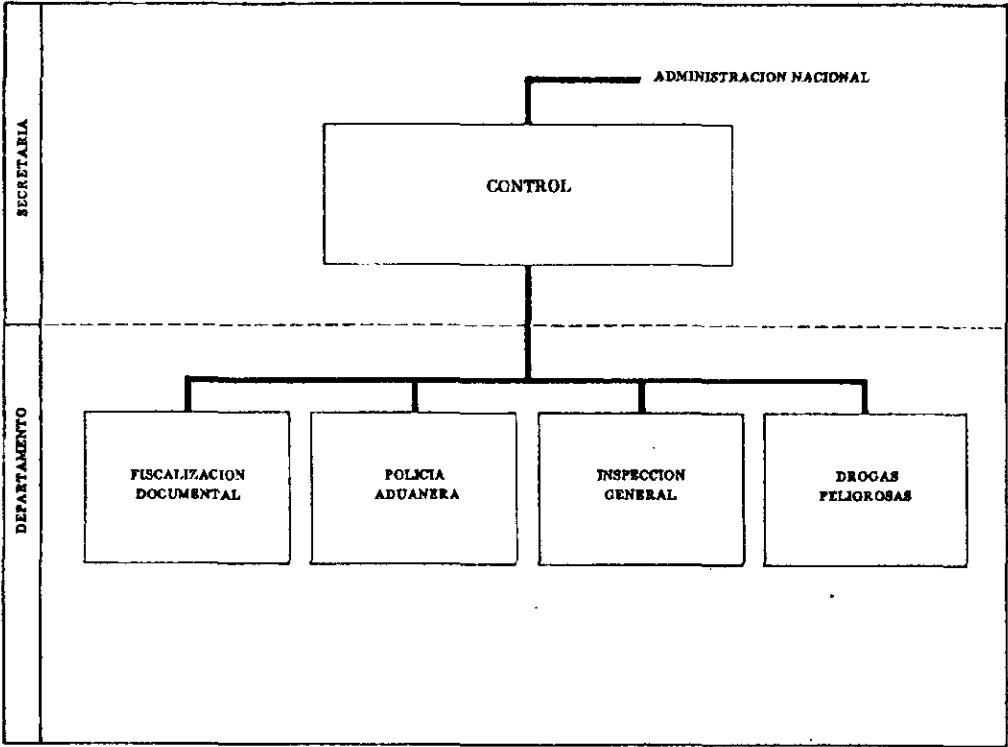 ADMINISTRACION NACIONAL
SECRETARIA
CONTROL
DEPARTAMENTO
FISCALIZACION
DOCUMENTAL
POLICIA
ADUANERA
INSPECCION
GENERAL
DROGAS
PELIGROSAS